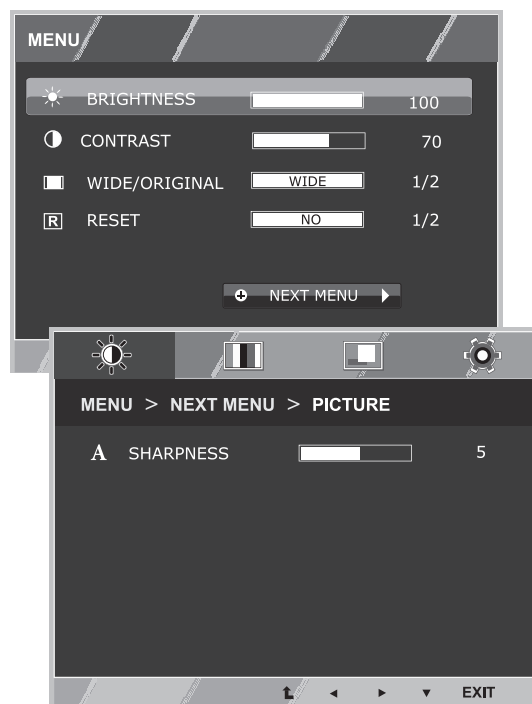 MENU
BRIGHTNESS 100
CONTRAST 70
WIDE/ORIGINAL WIDE 1/2
R RESET NO 1/2
NEXT MENU
MENU > NEXT MENU > PICTURE
A SHARPNESS 5
EXIT